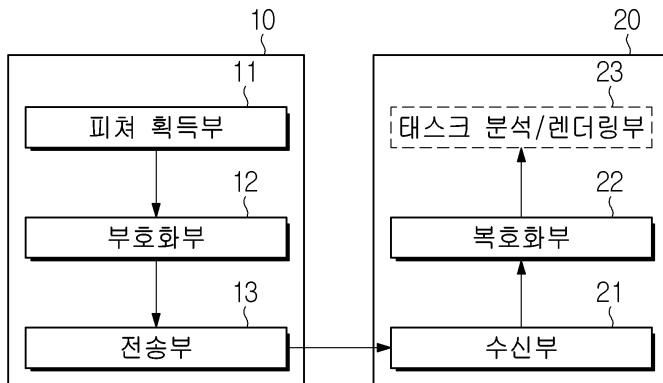 10
11
피쳐 획득부
12
부호화부
13
전송부
20
23
태스크 분석/렌더링부
22
복호화부
21
수신부